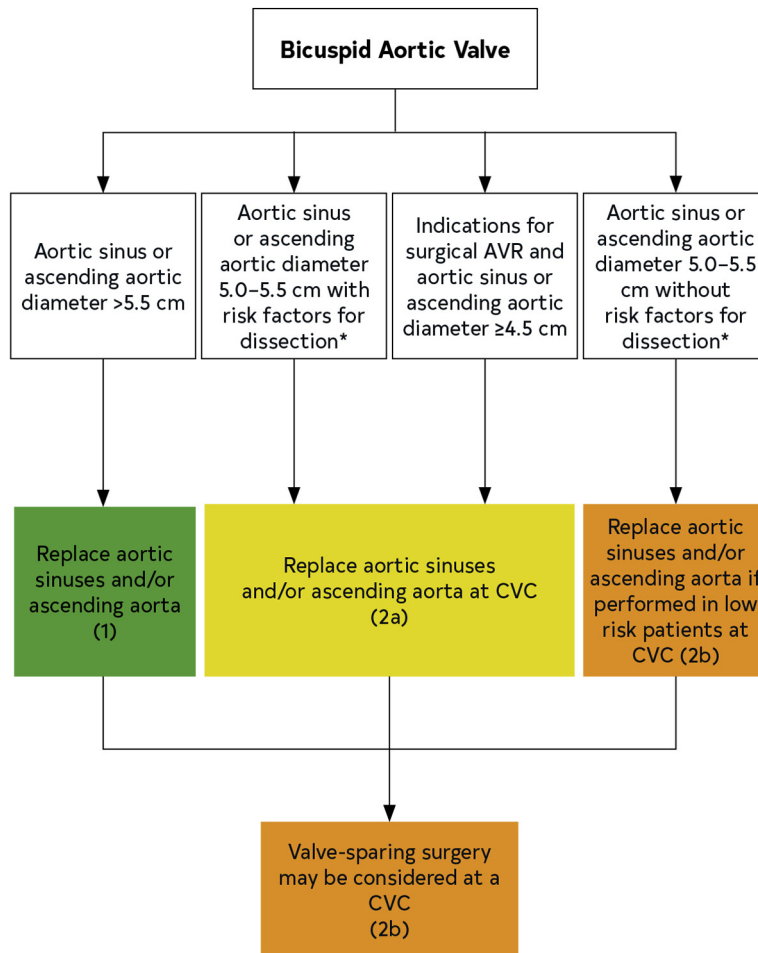 Bicuspid Aortic Valve
Aortic sinus or
ascending aortic
diameter >5.5 cm
Aortic sinus
or ascending
aortic diameter
5.0–5.5 cm with
risk factors for
dissection*
Indications for
surgical AVR and
aortic sinus or
ascending aortic
diameter ≥4.5 cm
Aortic sinus or
ascending aortic
diameter 5.0–5.5
cm without
risk factors for
dissection*
Replace aortic
sinuses and/or
ascending aorta
(1)
Replace aortic sinuses
and/or ascending aorta at CVC
(2a)
Replace aortic
sinuses and/or
ascending aorta if
performed in low
risk patients at
CVC (2b)
Valve-sparing surgery
may be considered at a
CVC
(2b)